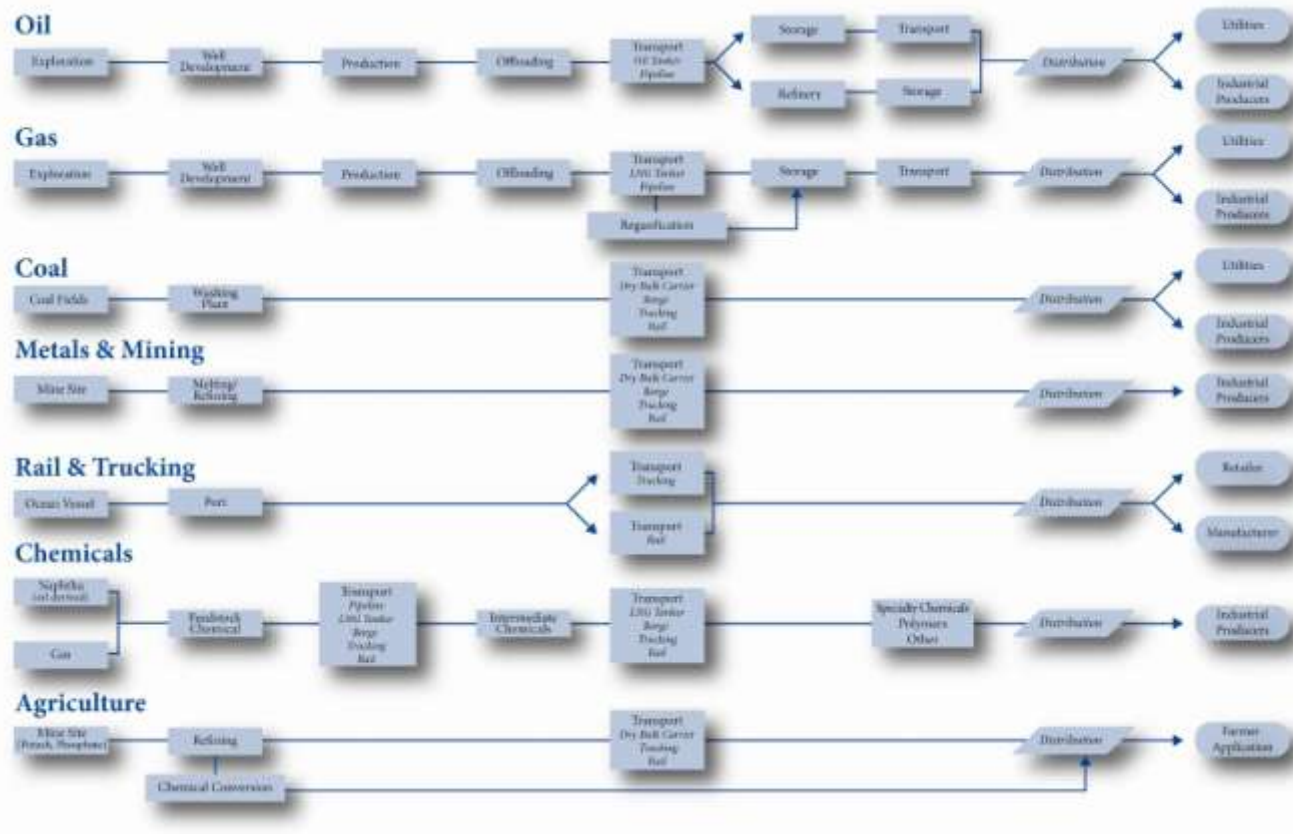 Oil
Exploration
Well
Development
Production
Offloading
Transport
Oil Tanker
Pipeline
Storage
Transport
Refinery
Storage
Distribution
Utilities
Industrial
Producers
Gas
Exploration
Well
Development
Production
Offloading
Transport
LNG Tanker
Pipeline
Regasification
Storage
Transport
Distribution
Utilities
Industrial
Producers
Coal
Coal Fields
Washing
Plant
Transport
Dry Bulk Carrier
Barge
Trucking
Rail
Distribution
Utilities
Industrial
Producers
Metals & Mining
Mine Site
Melting/
Refining
Transport
Dry Bulk Carrier
Barge
Trucking
Rail
Distribution
Industrial
Producers
Rail & Trucking
Ocean Vessel
Port
Transport
Trucking
Transport
Rail
Distribution
Retailer
Manufacturer
Chemicals
Naphtha
(oil derived)
Gas
Feedstock
Chemical
Transport
Pipeline
LNG Tanker
Barge
Trucking
Rail
Intermediate
Chemicals
Transport
LNG Tanker
Barge
Trucking
Rail
Specialty Chemicals
Polymers
Other
Distribution
Industrial
Producers
Agriculture
Mine Site
(Potash, Phosphate)
Refining
Chemical Conversion
Transport
Dry Bulk Carrier
Trucking
Rail
Distribution
Farmer
Application